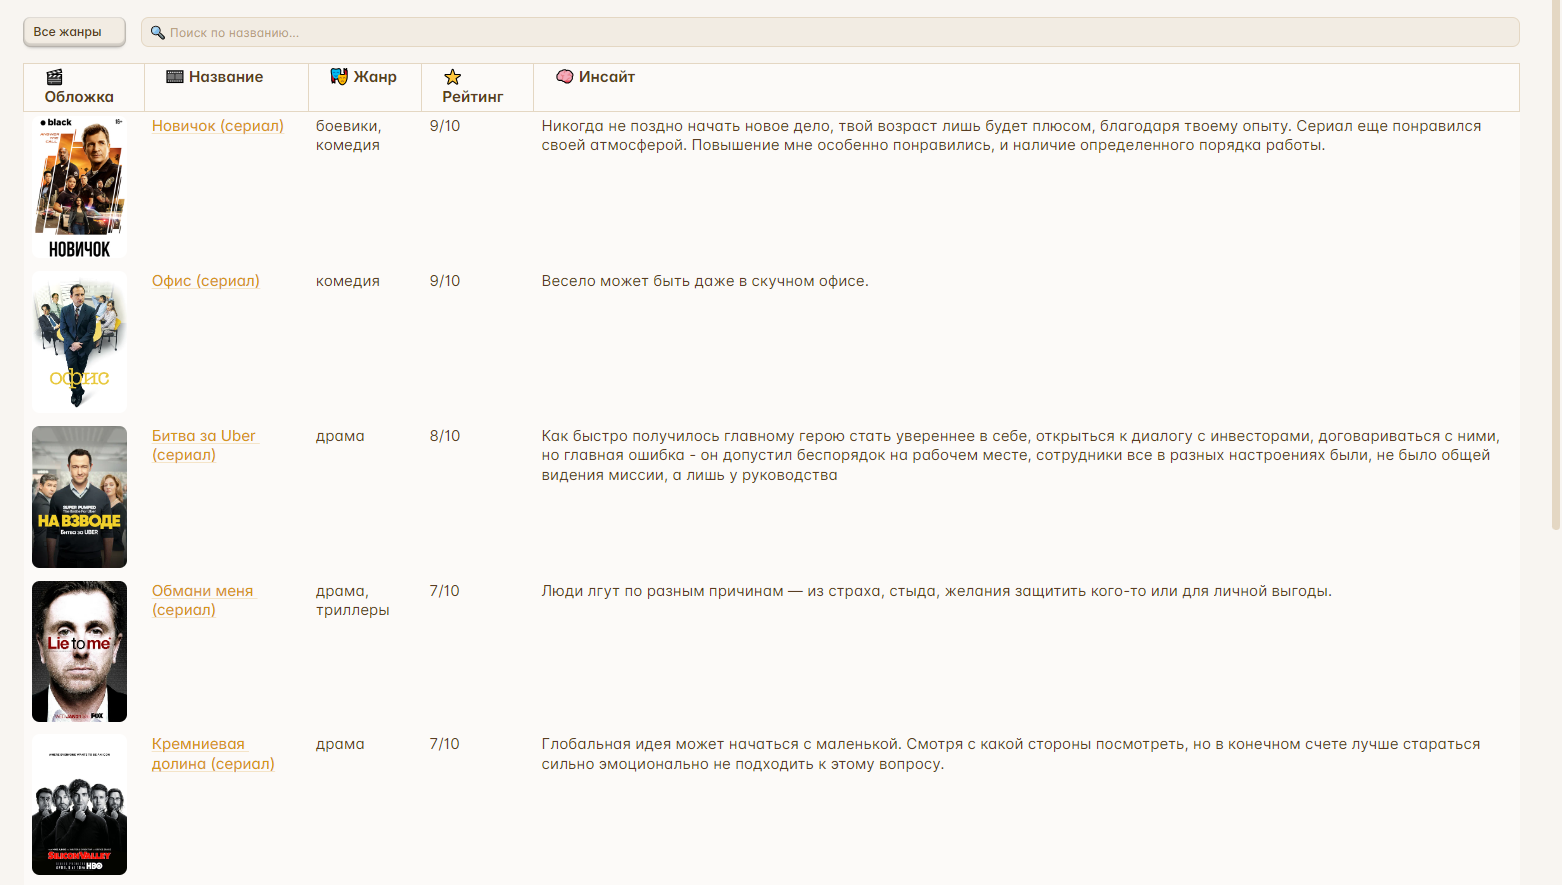 Все жанры
Поиск по названию...
Обложка
Название
Жанр
Рейтинг
Инсайт
black 18+
НОВИЧОК
Новичок (сериал)
боевики,
комедия
9/10
Никогда не поздно начать новое дело, твой возраст лишь будет плюсом, благодаря твоему опыту. Сериал еще понравился
своей атмосферой. Повышение мне особенно понравились, и наличие определенного порядка работы.
офис
Офис (сериал)
комедия
9/10
Весело может быть даже в скучном офисе.
SUPER PUMPED
The Battle For Uber
НА ВЗВОДЕ
Битва за UBER
Битва за Uber
(сериал)
драма
8/10
Как быстро получилось главному герою стать увереннее в себе, открыться к диалогу с инвесторами, договариваться с ними,
но главная ошибка - он допустил беспорядок на рабочем месте, сотрудники все в разных настроениях были, не было общей
видения миссии, а лишь у руководства
Lie to me
FOX
Обмани меня
(сериал)
драма,
триллеры
7/10
Люди лгут по разным причинам — из страха, стыда, желания защитить кого-то или для личной выгоды.
SILICON VALLEY
HBO
Кремниевая
долина (сериал)
драма
7/10
Глобальная идея может начаться с маленькой. Смотря с какой стороны посмотреть, но в конечном счете лучше стараться
сильно эмоционально не подходить к этому вопросу.